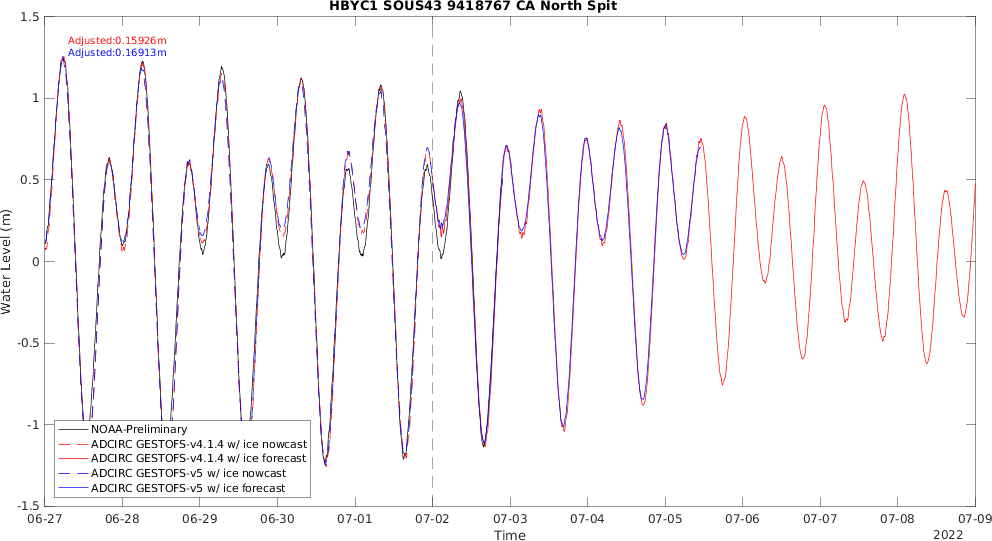 HBYC1 SOUS43 9418767 CA North Spit
1.5
Adjusted:0.15926m
Adjusted:0.16913m
1
0.5
0
-0.5
-1
-1.5
Water Level (m)
NOAA-Preliminary
ADCIRC GESTOFS-v4.1.4 w/ ice nowcast
ADCIRC GESTOFS-v4.1.4 w/ ice forecast
ADCIRC GESTOFS-v5 w/ ice nowcast
ADCIRC GESTOFS-v5 w/ ice forecast
06-27 06-28 06-29 06-30 07-01 07-02 07-03 07-04 07-05 07-06 07-07 07-08 07-09
Time
2022